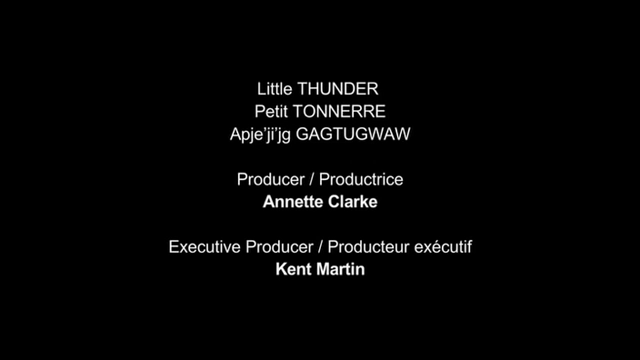 Little THUNDER
Petit TONNERRE
Apje’ji’jg GAGTUGWAW
Producer / Productrice
Annette Clarke
Executive Producer / Producteur exécutif
Kent Martin